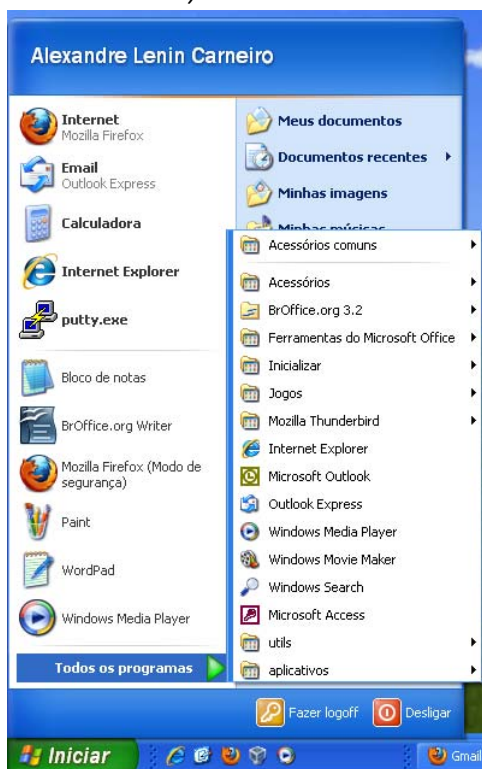 Alexandre Lenin Carneiro
Internet
Mozilla Firefox
Email
Outlook Express
Calculadora
Internet Explorer
putty.exe
Bloco de notas
BrOffice.org Writer
Mozilla Firefox (Modo de
segurança)
Paint
WordPad
Windows Media Player
Todos os programas
Meus documentos
Documentos recentes
Minhas imagens
Minhas músicas
Acessórios comuns
Acessórios
BrOffice.org 3.2
Ferramentas do Microsoft Office
Inicializar
Jogos
Mozilla Thunderbird
Internet Explorer
Microsoft Outlook
Outlook Express
Windows Media Player
Windows Movie Maker
Windows Search
Microsoft Access
utils
aplicativos
Fazer logoff
Desligar
Iniciar
Gmail